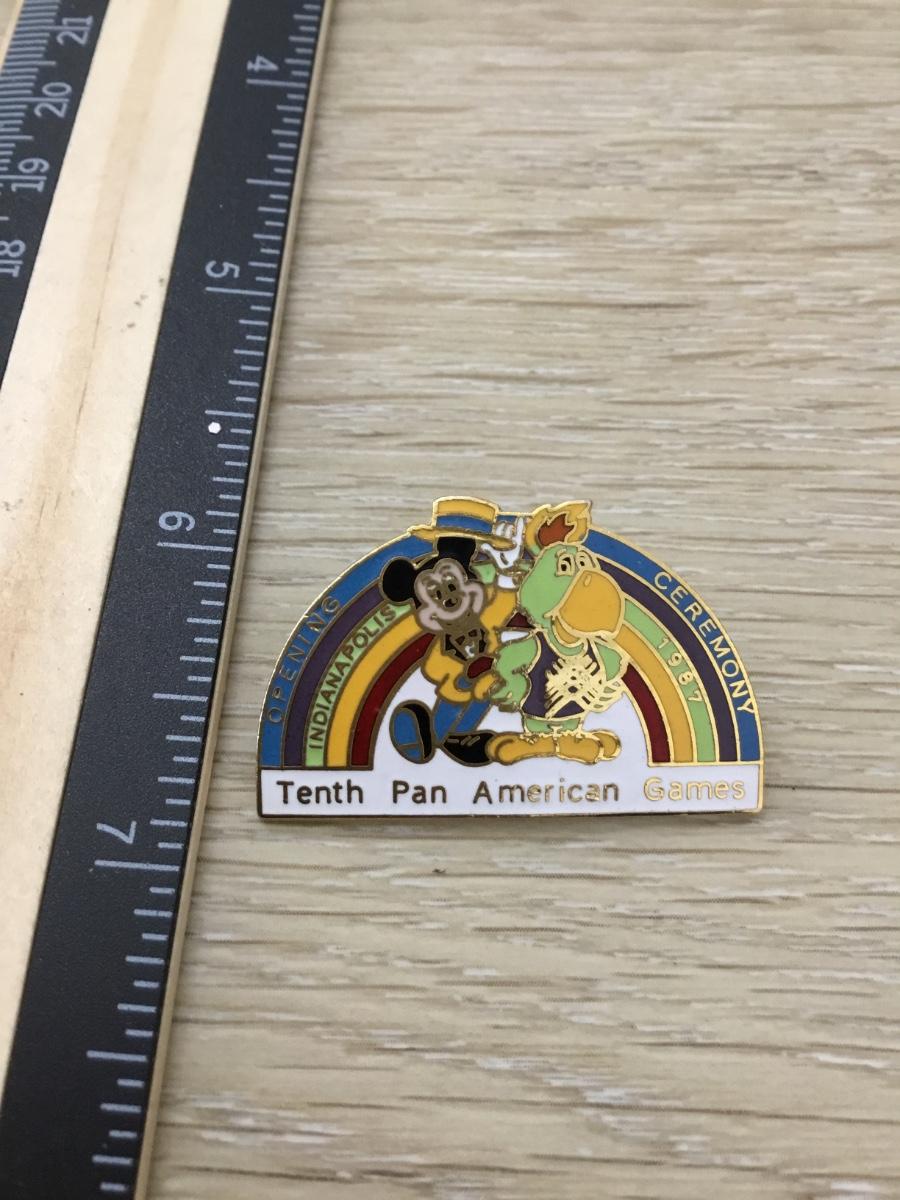 OPENING CEREMONY
INDIANAPOLIS 1987
Tenth Pan American Games
4
5
6
7
21
20
19
18